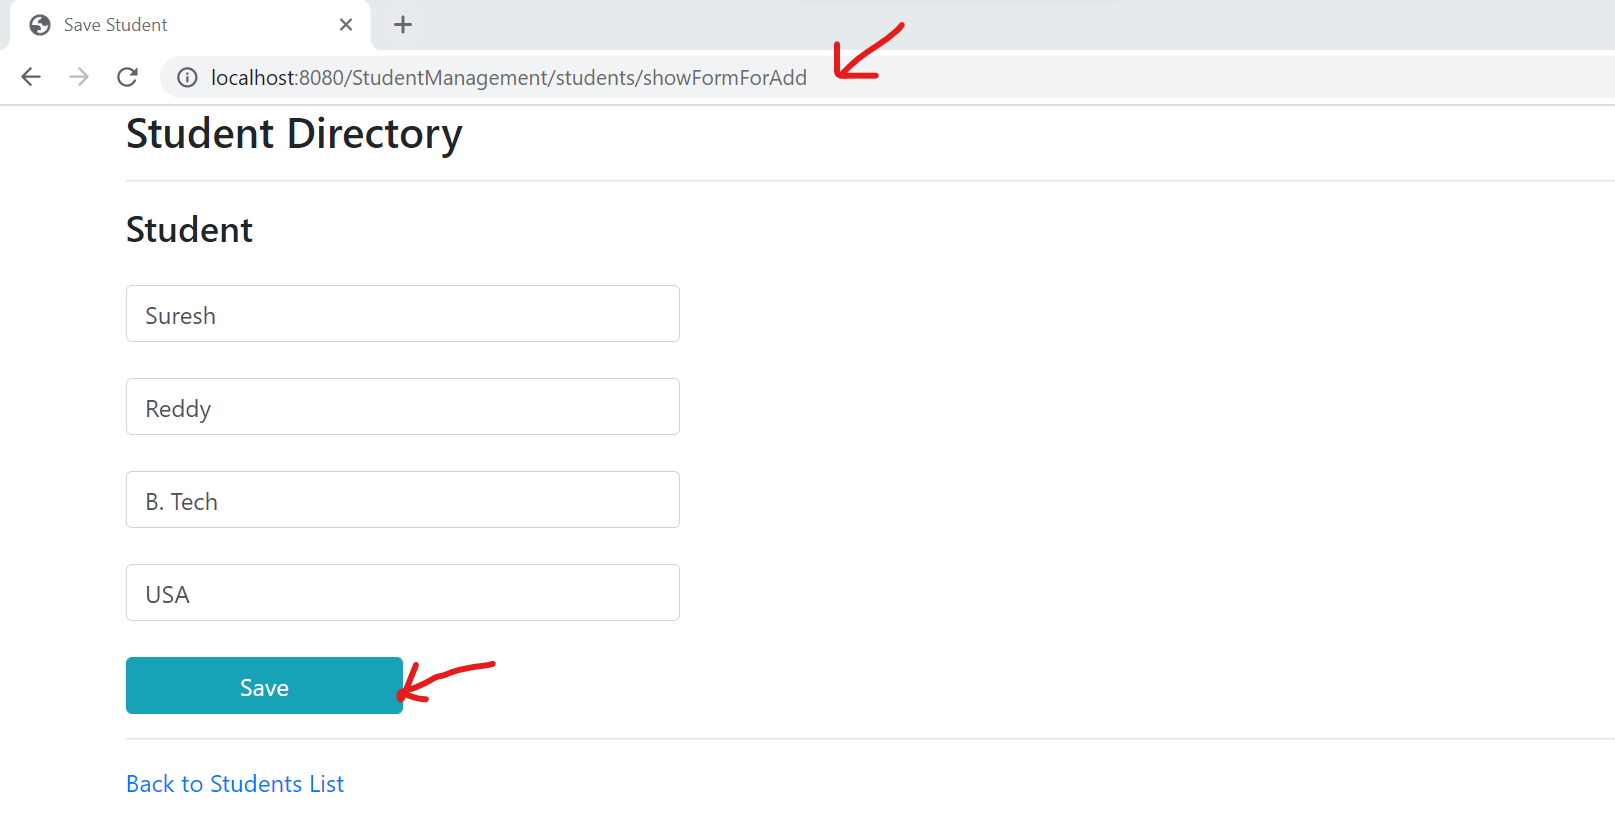 Save Student
localhost:8080/StudentManagement/students/showFormForAdd
Student Directory
Student
Suresh
Reddy
B. Tech
USA
Save
Back to Students List